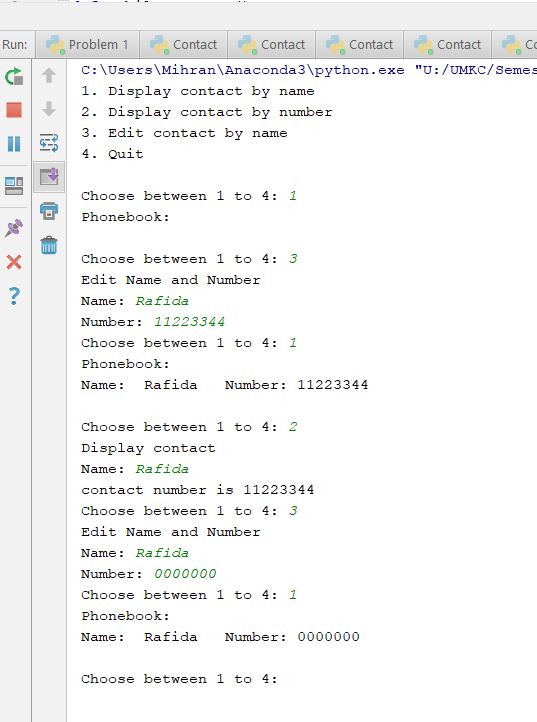 Run: Problem 1 Contact Contact Contact Contact
C:\Users\Mihran\Anaconda3\python.exe "U:/UMKC/Semes
1. Display contact by name
2. Display contact by number
3. Edit contact by name
4. Quit
Choose between 1 to 4: 1
Phonebook:
Choose between 1 to 4: 3
Edit Name and Number
Name: Rafida
Number: 11223344
Choose between 1 to 4: 1
Phonebook:
Name:  Rafida   Number: 11223344
Choose between 1 to 4: 2
Display contact
Name: Rafida
contact number is 11223344
Choose between 1 to 4: 3
Edit Name and Number
Name: Rafida
Number: 0000000
Choose between 1 to 4: 1
Phonebook:
Name:  Rafida   Number: 0000000
Choose between 1 to 4: